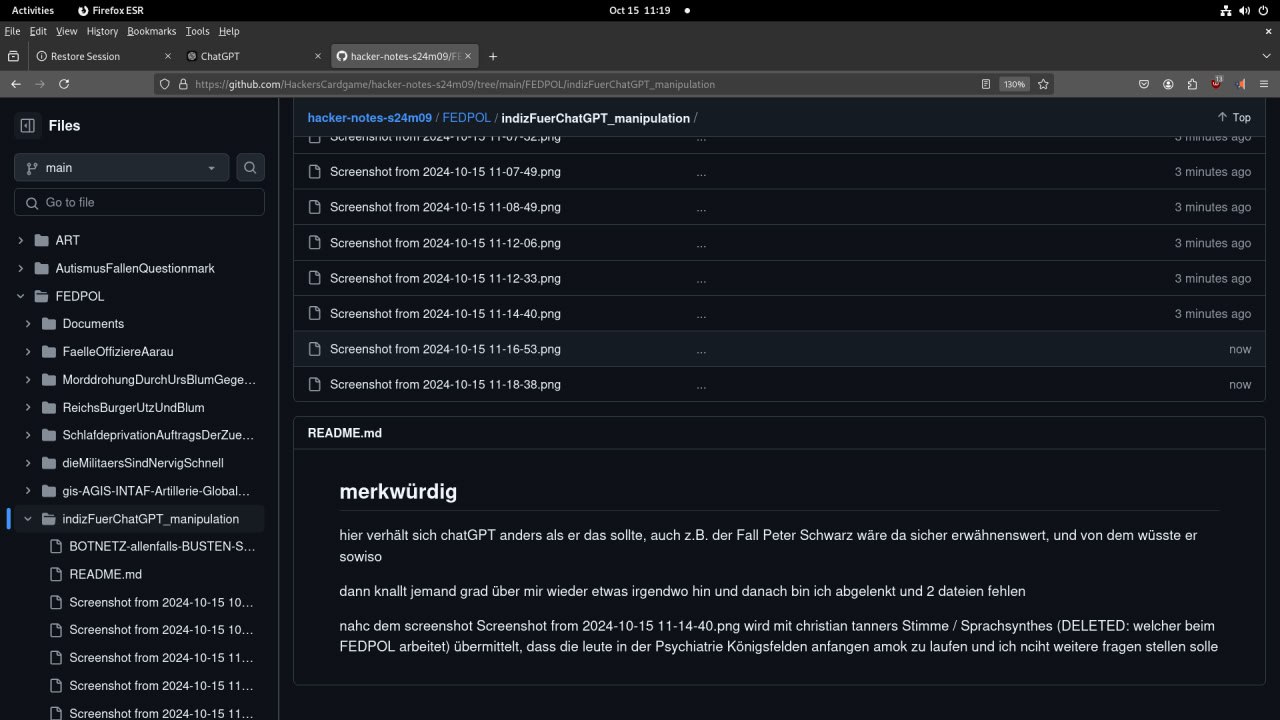 Activities Firefox ESR Oct 15 11:19
File Edit View History Bookmarks Tools Help
Restore Session × ChatGPT × hacker-notes-s24m09/FE ×
https://github.com/HackersCardgame/hacker-notes-s24m09/tree/main/FEDPOL/indizFuerChatGPT_manipulation 130% 13
Files
main
Go to file
ART
AutismusFallenQuestionmark
FEDPOL
Documents
FaelleOffiziereAarau
MorddrohungDurchUrsBlumGege...
ReichsBurgerUtzUndBlum
SchlafdeprivationAuftragsDerZue...
dieMilitaersSindNervigSchnell
gis-AGIS-INTAF-Artillerie-Global...
indizFuerChatGPT_manipulation
BOTNETZ-allenfalls-BUSTEN-S...
README.md
Screenshot from 2024-10-15 10...
Screenshot from 2024-10-15 10...
Screenshot from 2024-10-15 11...
Screenshot from 2024-10-15 11...
Screenshot from 2024-10-15 11...
hacker-notes-s24m09 / FEDPOL / indizFuerChatGPT_manipulation / Top
Screenshot from 2024-10-15 11-07-32.png ... 3 minutes ago
Screenshot from 2024-10-15 11-07-49.png ... 3 minutes ago
Screenshot from 2024-10-15 11-08-49.png ... 3 minutes ago
Screenshot from 2024-10-15 11-12-06.png ... 3 minutes ago
Screenshot from 2024-10-15 11-12-33.png ... 3 minutes ago
Screenshot from 2024-10-15 11-14-40.png ... 3 minutes ago
Screenshot from 2024-10-15 11-16-53.png ... now
Screenshot from 2024-10-15 11-18-38.png ... now
README.md
merkwürdig
hier verhält sich chatGPT anders als er das sollte, auch z.B. der Fall Peter Schwarz wäre da sicher erwähnenswert, und von dem wüsste er
sowiso
dann knallt jemand grad über mir wieder etwas irgendwo hin und danach bin ich abgelenkt und 2 dateien fehlen
nahc dem screenshot Screenshot from 2024-10-15 11-14-40.png wird mit christian tanners Stimme / Sprachsynthes (DELETED: welcher beim
FEDPOL arbeitet) übermittelt, dass die leute in der Psychiatrie Königsfelden anfangen amok zu laufen und ich nciht weitere fragen stellen solle